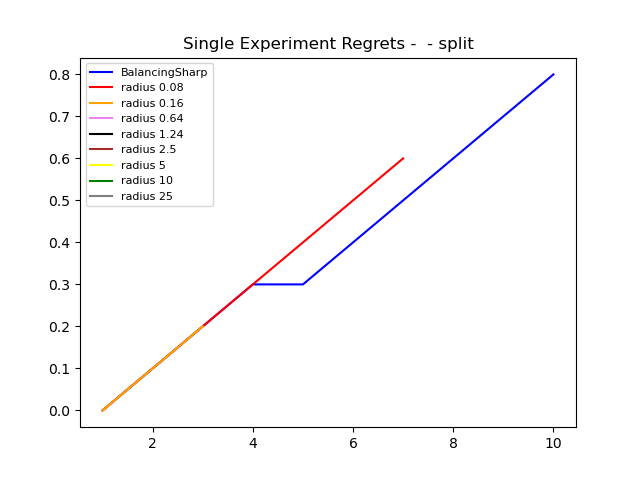 Single Experiment Regrets -  - split
BalancingSharp
radius 0.08
radius 0.16
radius 0.64
radius 1.24
radius 2.5
radius 5
radius 10
radius 25
0.8
0.7
0.6
0.5
0.4
0.3
0.2
0.1
0.0
2 4 6 8 10